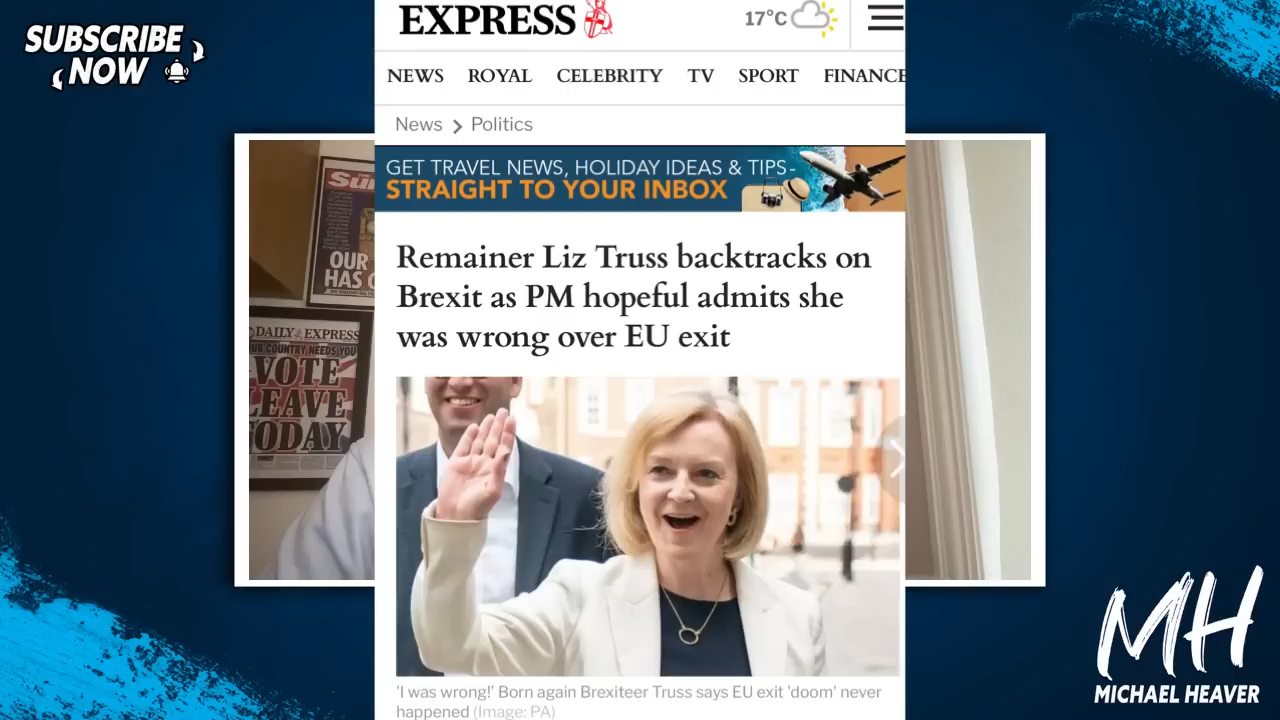 SUBSCRIBE
NOW
EXPRESS
17°C
NEWS ROYAL CELEBRITY TV SPORT FINANCE
News > Politics
GET TRAVEL NEWS, HOLIDAY IDEAS & TIPS-
STRAIGHT TO YOUR INBOX
Remainer Liz Truss backtracks on
Brexit as PM hopeful admits she
was wrong over EU exit
'I was wrong!' Born again Brexiteer Truss says EU exit 'doom' never
happened (Image: PA)
THE
Sun
OUR
HAS
DAILY EXPRESS
OUR COUNTRY NEEDS YOU
VOTE
LEAVE
TODAY
MH
MICHAEL HEAVER